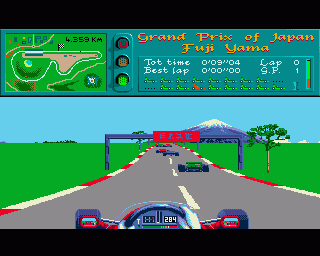 4.359 KM
Grand Prix of Japan
Fuji Yama
Tot time 0'09"04 Lap 0
Best lap 0'00"00 G.P. 1
284